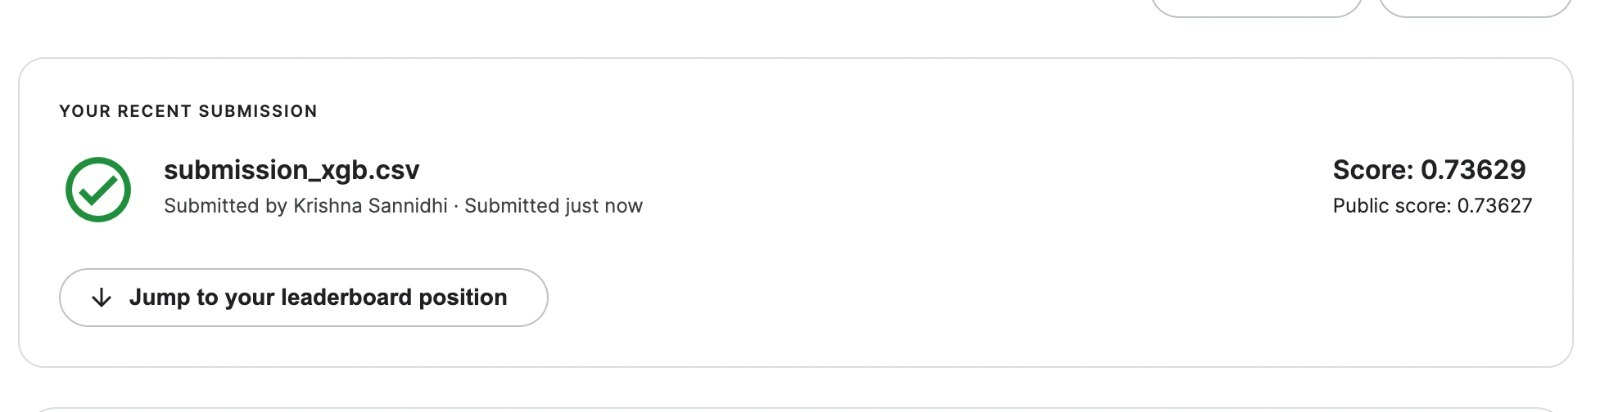 YOUR RECENT SUBMISSION
submission_xgb.csv
Submitted by Krishna Sannidhi · Submitted just now
Score: 0.73629
Public score: 0.73627
Jump to your leaderboard position